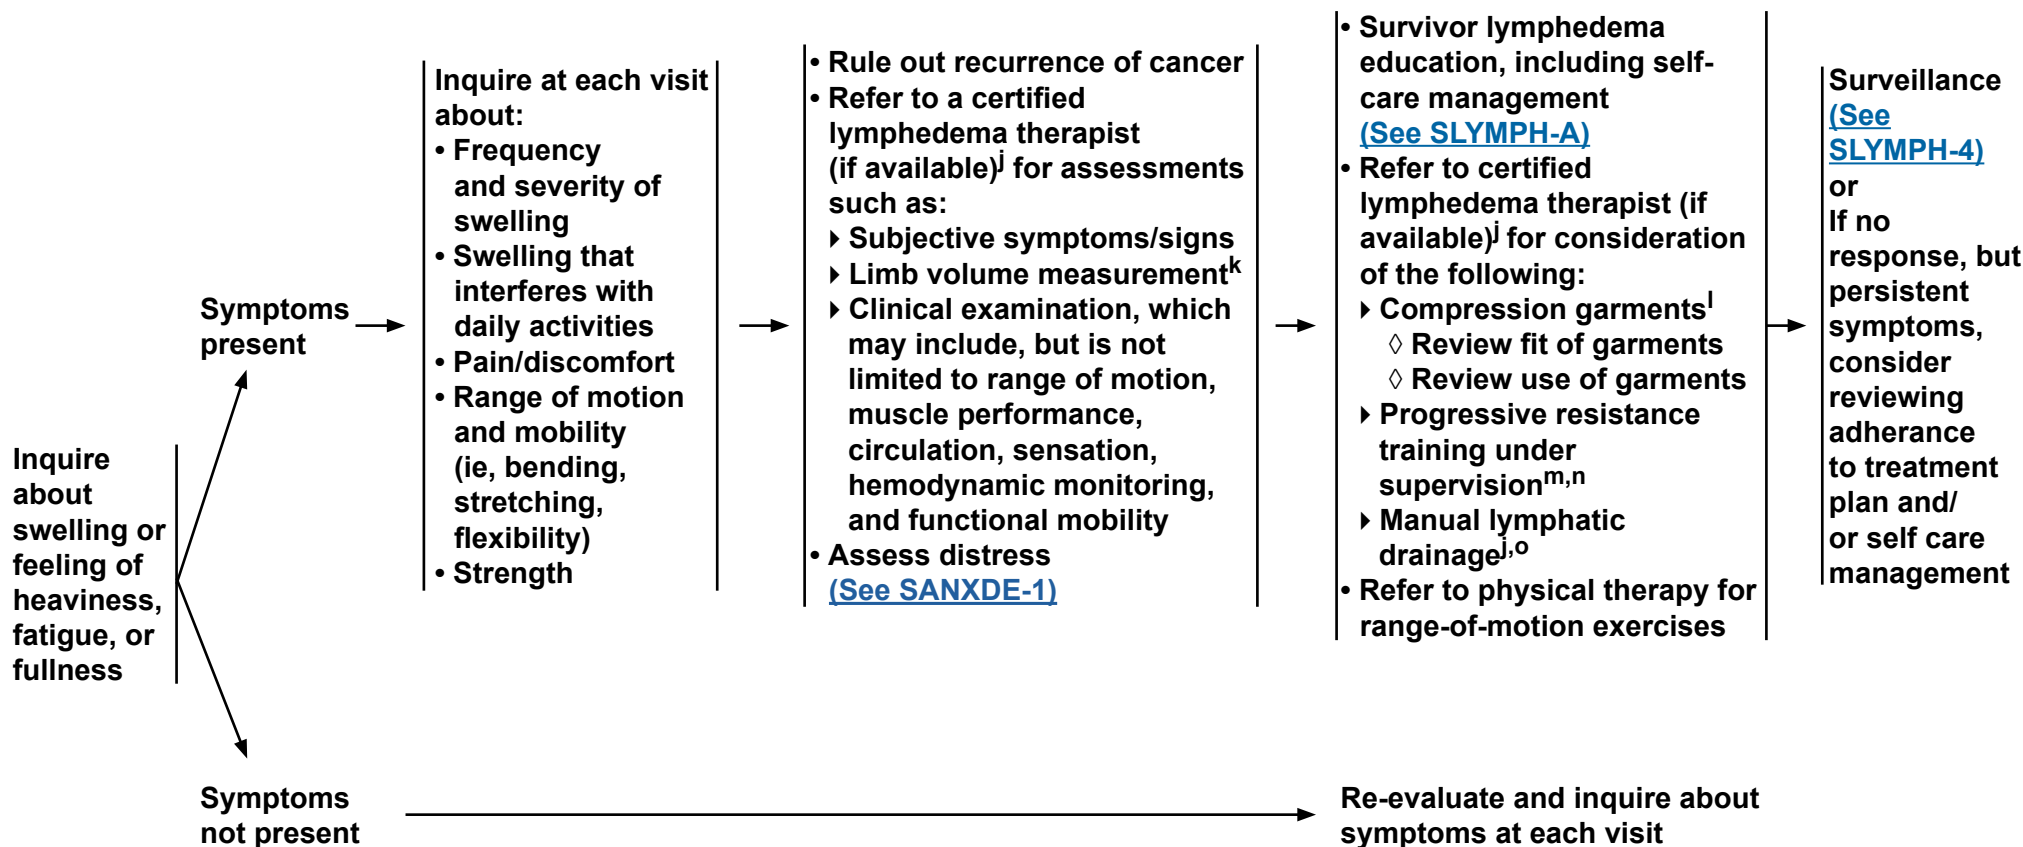 Inquire
about
swelling or
feeling of
heaviness,
fatigue, or
fullness
Symptoms
present
Inquire at each visit
about:
• Frequency
and severity of
swelling
• Swelling that
interferes with
daily activities
• Pain/discomfort
• Range of motion
and mobility
(ie, bending,
stretching,
flexibility)
• Strength
• Rule out recurrence of cancer
• Refer to a certified
lymphedema therapist
(if available)j for assessments
such as:
▸ Subjective symptoms/signs
▸ Limb volume measurementk
▸ Clinical examination, which
may include, but is not
limited to range of motion,
muscle performance,
circulation, sensation,
hemodynamic monitoring,
and functional mobility
• Assess distress
(See SANXDE-1)
• Survivor lymphedema
education, including self-
care management
(See SLYMPH-A)
• Refer to certified
lymphedema therapist (if
available)j for consideration
of the following:
▸ Compression garmentsl
◊ Review fit of garments
◊ Review use of garments
▸ Progressive resistance
training under
supervisionm,n
▸ Manual lymphatic
drainagej,o
• Refer to physical therapy for
range-of-motion exercises
Surveillance
(See
SLYMPH-4)
or
If no
response, but
persistent
symptoms,
consider
reviewing
adherance
to treatment
plan and/
or self care
management
Symptoms
not present
Re-evaluate and inquire about
symptoms at each visit